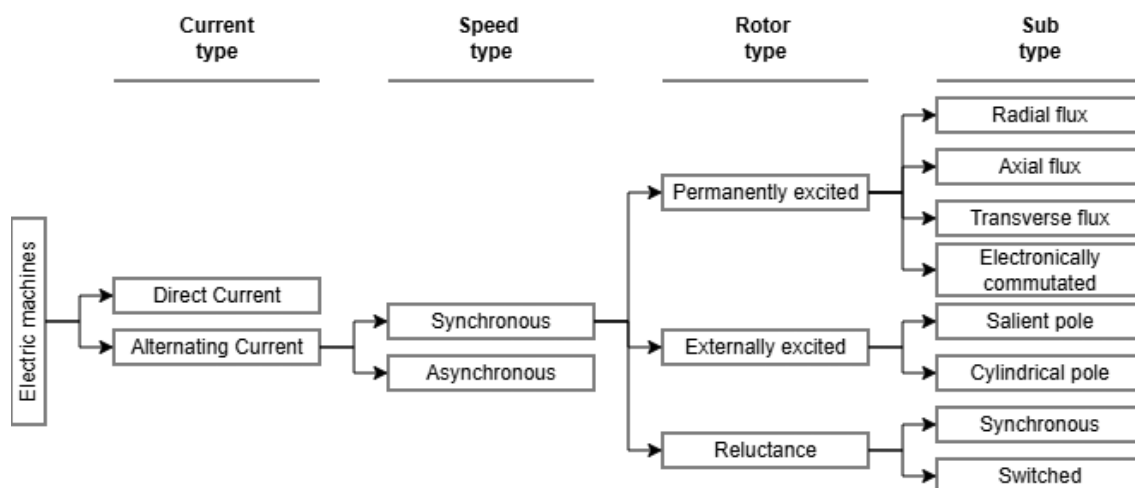 Current
type
Speed
type
Rotor
type
Sub
type
Electric machines
Direct Current
Alternating Current
Synchronous
Asynchronous
Permanently excited
Externally excited
Reluctance
Radial flux
Axial flux
Transverse flux
Electronically
commutated
Salient pole
Cylindrical pole
Synchronous
Switched